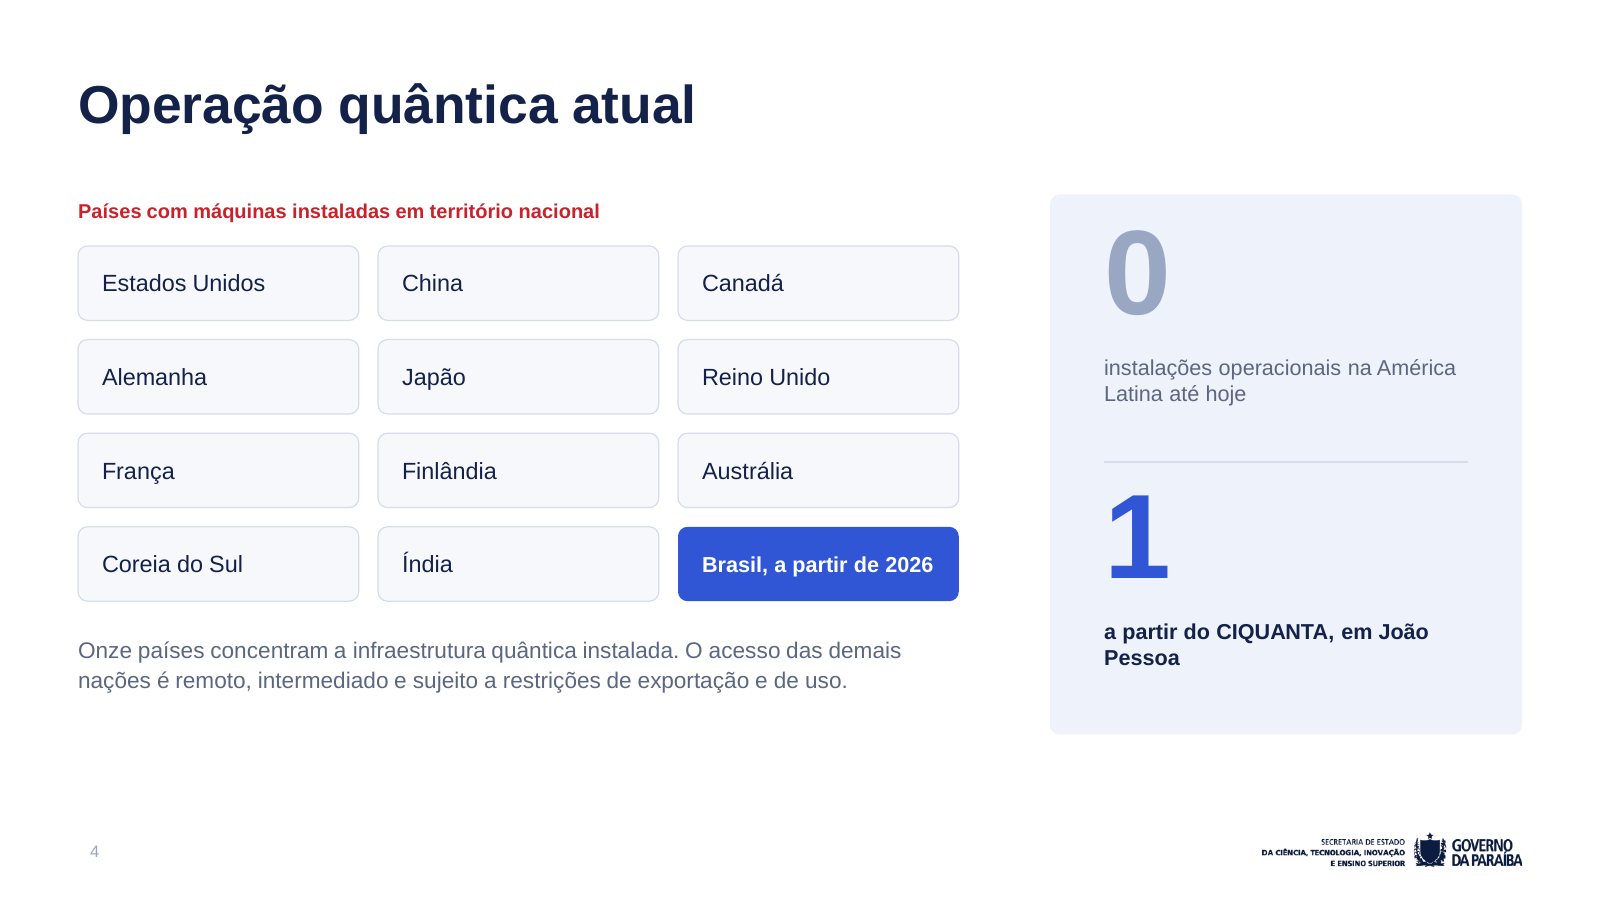 Operação quântica atual
Países com máquinas instaladas em território nacional
Estados Unidos
China
Canadá
Alemanha
Japão
Reino Unido
França
Finlândia
Austrália
Coreia do Sul
Índia
Brasil, a partir de 2026
Onze países concentram a infraestrutura quântica instalada. O acesso das demais
nações é remoto, intermediado e sujeito a restrições de exportação e de uso.
0
instalações operacionais na América
Latina até hoje
1
a partir do CIQUANTA, em João
Pessoa
4
SECRETARIA DE ESTADO
DA CIÊNCIA, TECNOLOGIA, INOVAÇÃO
E ENSINO SUPERIOR
GOVERNO
DA PARAÍBA